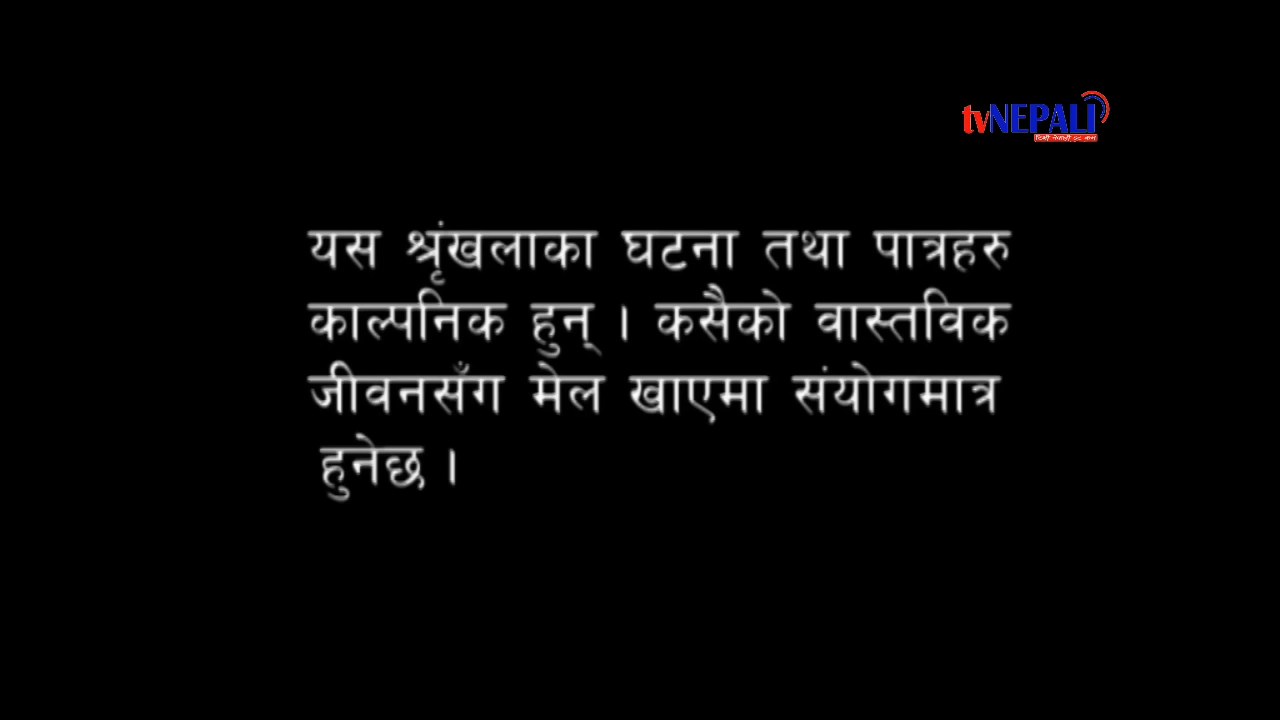 tvNEPALI
यस श्रृंखलाका घटना तथा पात्रहरु
काल्पनिक हुन् । कसैको वास्तविक
जीवनसँग मेल खाएमा संयोगमात्र
हुनेछ ।